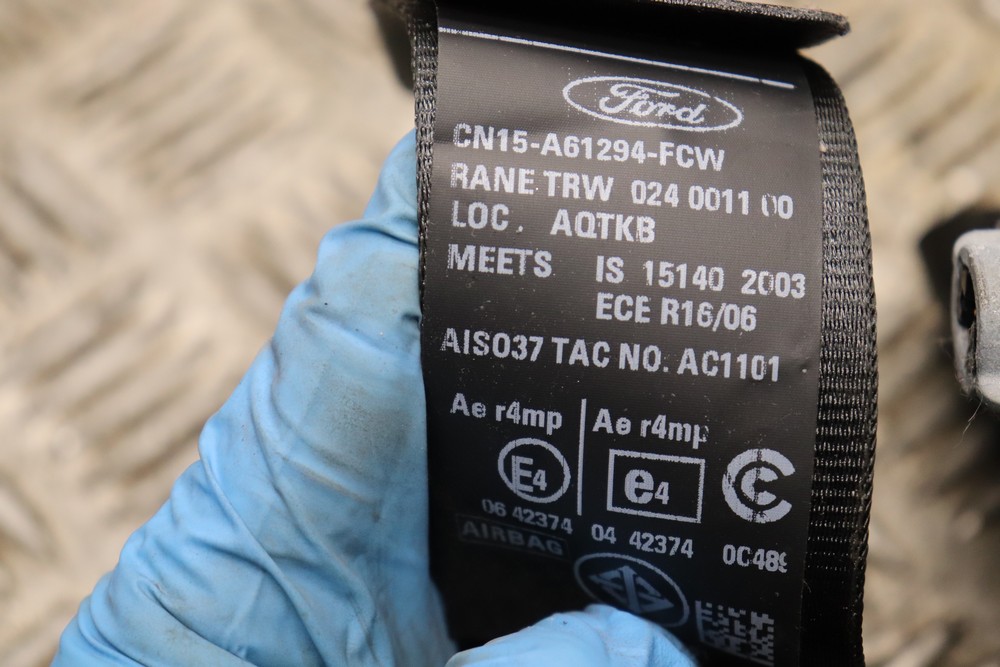 Ford
CN15-A61294-FCW
RANE TRW 024 0011 00
LOC. AQTKB
MEETS IS 15140 2003
ECE R16/06
AIS037 TAC NO. AC1101
Ae r4mp Ae r4mp
E4 e4
06 42374 04 42374 0C489
AIRBAG